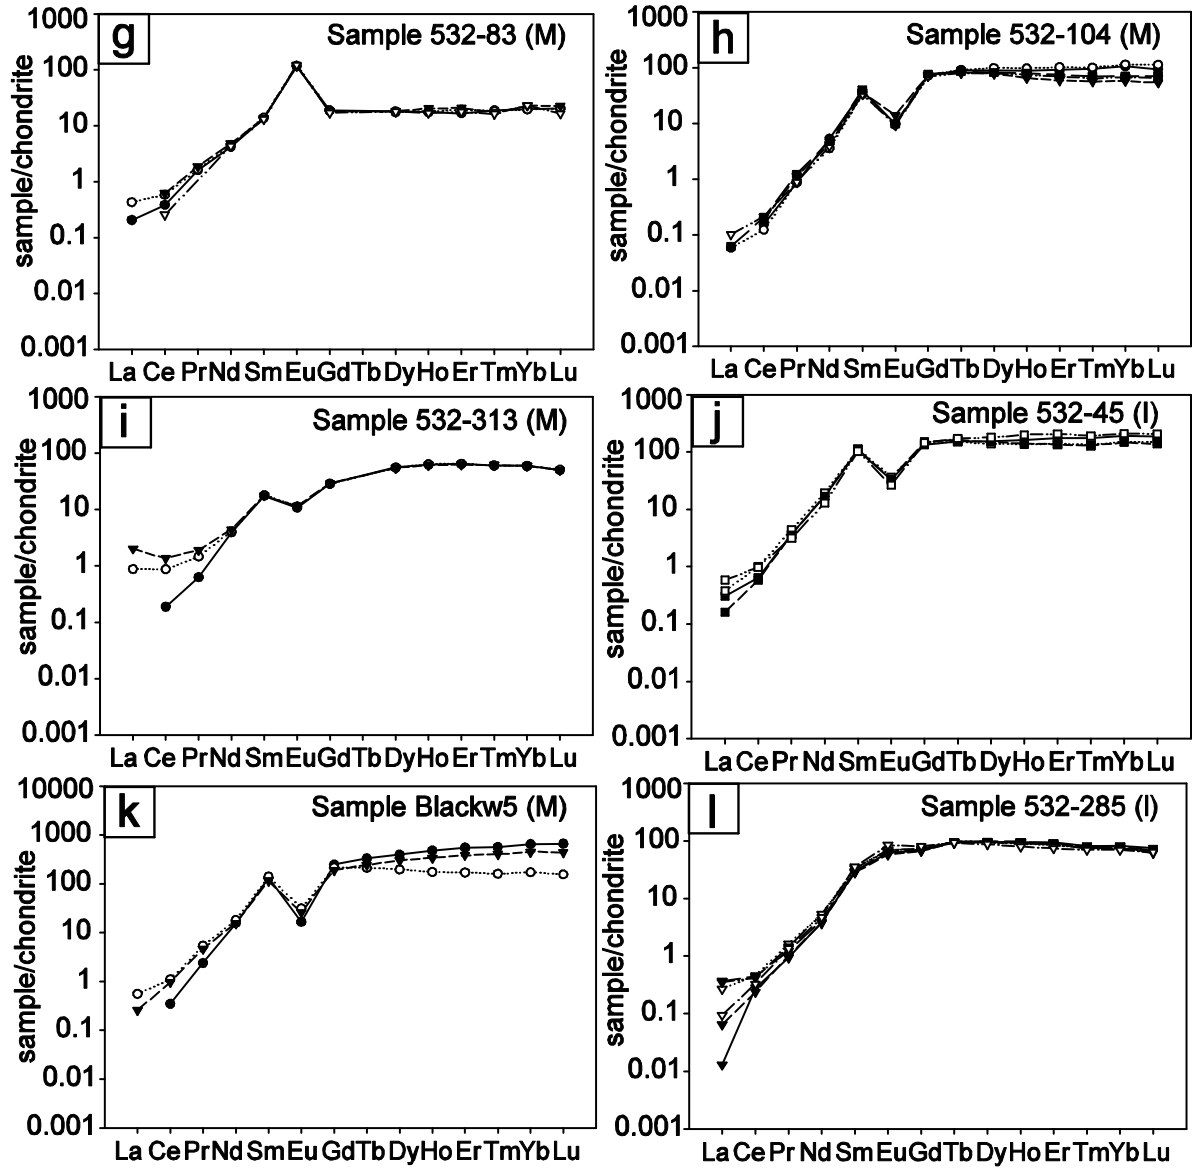 g
Sample 532-83 (M)
1000
100
10
1
0.1
0.01
0.001
sample/chondrite
La Ce Pr Nd Sm Eu Gd Tb Dy Ho Er Tm Yb Lu
h
Sample 532-104 (M)
1000
100
10
1
0.1
0.01
0.001
sample/chondrite
La Ce Pr Nd Sm Eu Gd Tb Dy Ho Er Tm Yb Lu
i
Sample 532-313 (M)
1000
100
10
1
0.1
0.01
0.001
sample/chondrite
La Ce Pr Nd Sm Eu Gd Tb Dy Ho Er Tm Yb Lu
j
Sample 532-45 (I)
1000
100
10
1
0.1
0.01
0.001
sample/chondrite
La Ce Pr Nd Sm Eu Gd Tb Dy Ho Er Tm Yb Lu
k
Sample Blackw5 (M)
10000
1000
100
10
1
0.1
0.01
0.001
sample/chondrite
La Ce Pr Nd Sm Eu Gd Tb Dy Ho Er Tm Yb Lu
l
Sample 532-285 (I)
1000
100
10
1
0.1
0.01
0.001
sample/chondrite
La Ce Pr Nd Sm Eu Gd Tb Dy Ho Er Tm Yb Lu